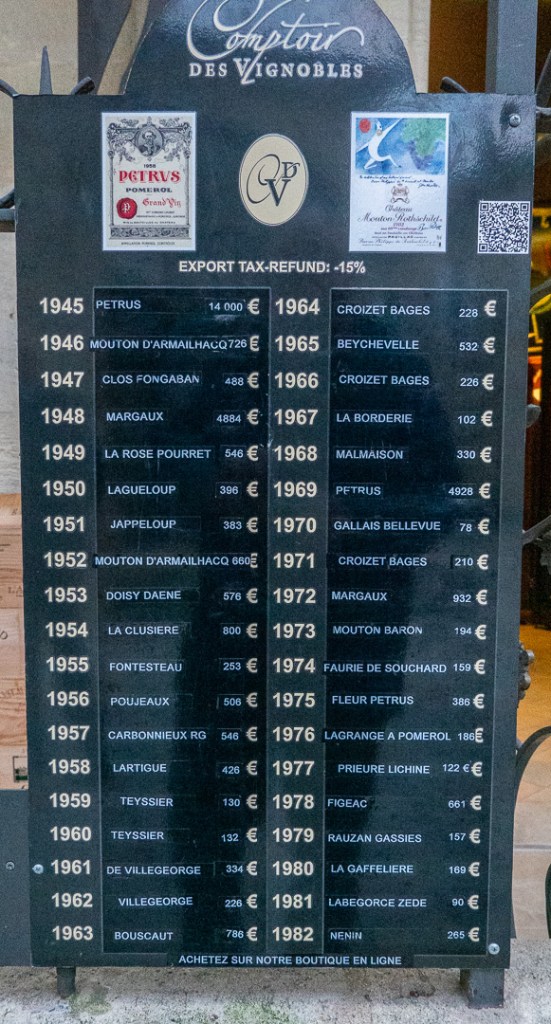 Comptoir
DES VIGNOBLES
PETRVS
POMEROL
Grand Vin
DVC
Château
Mouton Rothschild
EXPORT TAX-REFUND: -15%
1945 PETRUS 14 000 €
1946 MOUTON D'ARMAILHACQ 726 €
1947 CLOS FONGABAN 488 €
1948 MARGAUX 4884 €
1949 LA ROSE POURRET 546 €
1950 LAGUELOUP 396 €
1951 JAPPELOUP 383 €
1952 MOUTON D'ARMAILHACQ 660€
1953 DOISY DAENE 576 €
1954 LA CLUSIERE 800 €
1955 FONTESTEAU 253 €
1956 POUJEAUX 506 €
1957 CARBONNIEUX RG 546 €
1958 LARTIGUE 426 €
1959 TEYSSIER 130 €
1960 TEYSSIER 132 €
1961 DE VILLEGEORGE 334 €
1962 VILLEGEORGE 226 €
1963 BOUSCAUT 786 €
1964 CROIZET BAGES 228 €
1965 BEYCHEVELLE 532 €
1966 CROIZET BAGES 226 €
1967 LA BORDERIE 102 €
1968 MALMAISON 330 €
1969 PETRUS 4928 €
1970 GALLAIS BELLEVUE 78 €
1971 CROIZET BAGES 210 €
1972 MARGAUX 932 €
1973 MOUTON BARON 194 €
1974 FAURIE DE SOUCHARD 159 €
1975 FLEUR PETRUS 386 €
1976 LAGRANGE A POMEROL 186€
1977 PRIEURE LICHINE 122 € €
1978 FIGEAC 661 €
1979 RAUZAN GASSIES 157 €
1980 LA GAFFELIERE 169 €
1981 LABEGORCE ZEDE 90 €
1982 NENIN 265 €
ACHETEZ SUR NOTRE BOUTIQUE EN LIGNE